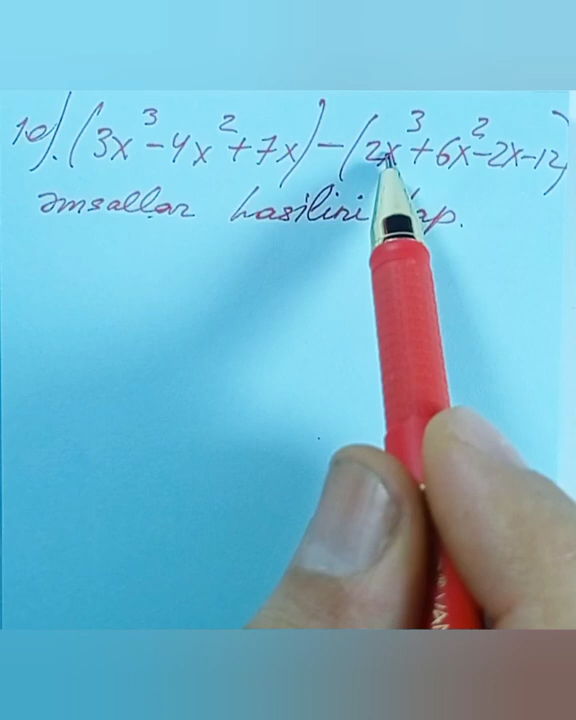 10). (3x³-4x²+7x)-(2x³+6x²-2x-12)
əmsallar hasilini